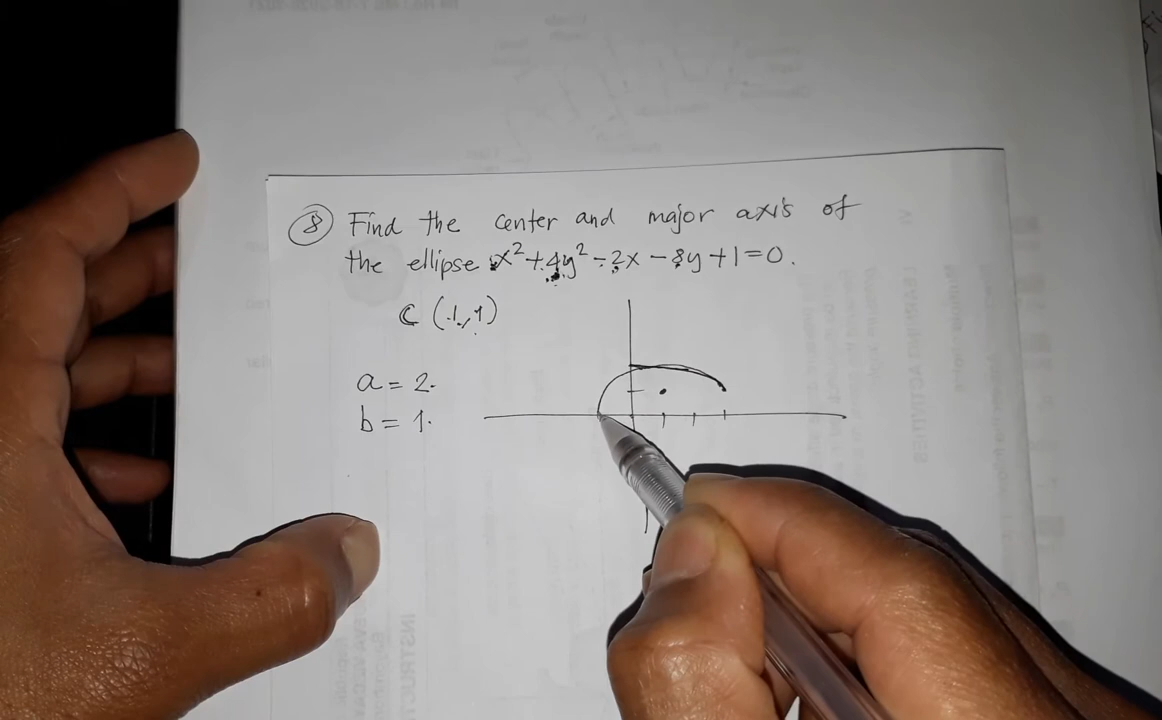 ⑧ Find the center and major axis of
the ellipse x²+4y²-2x-8y+1=0.
C (1,1)
a = 2.
b = 1.